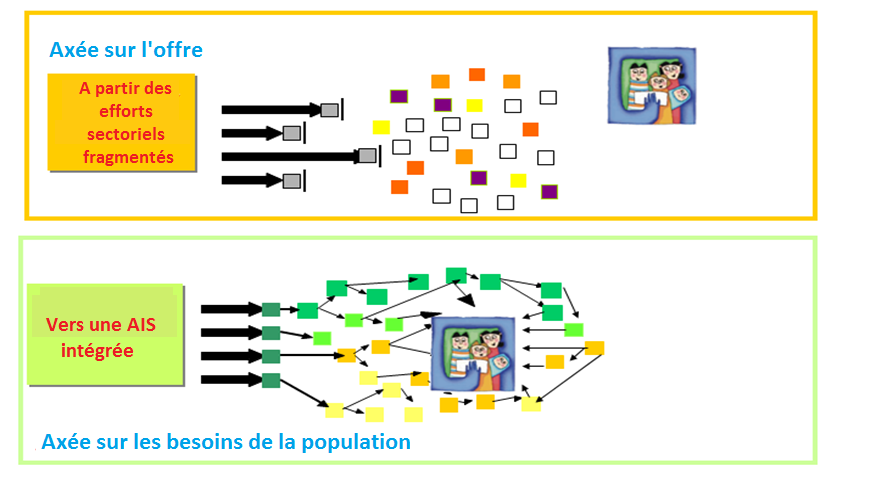 Axée sur l'offre
A partir des
efforts
sectoriels
fragmentés
Vers une AIS
intégrée
Axée sur les besoins de la population